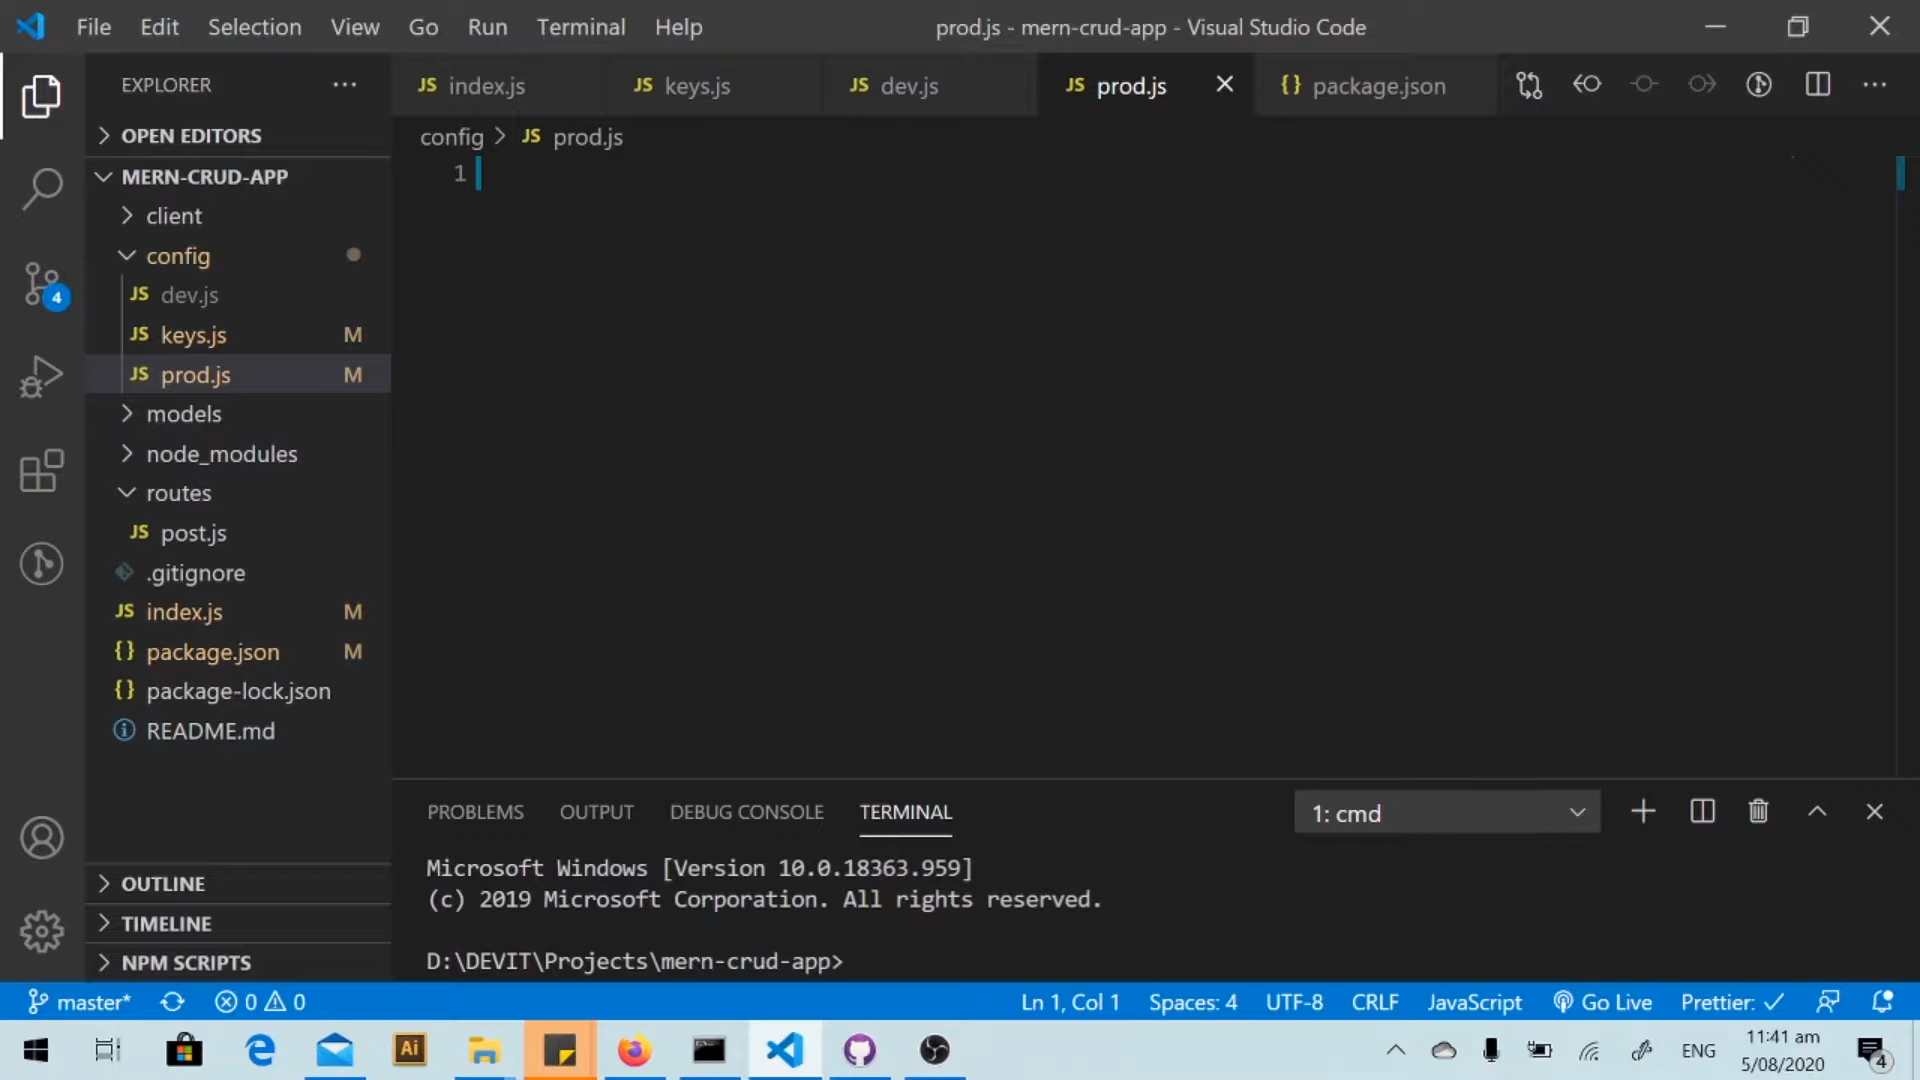 File Edit Selection View Go Run Terminal Help
prod.js - mern-crud-app - Visual Studio Code
EXPLORER
JS index.js
JS keys.js
JS dev.js
JS prod.js
{} package.json
OPEN EDITORS
config > JS prod.js
1
MERN-CRUD-APP
client
config
JS dev.js
JS keys.js M
JS prod.js M
models
node_modules
routes
JS post.js
.gitignore
JS index.js M
{} package.json M
{} package-lock.json
README.md
4
OUTLINE
TIMELINE
NPM SCRIPTS
PROBLEMS OUTPUT DEBUG CONSOLE TERMINAL
1: cmd
Microsoft Windows [Version 10.0.18363.959]
(c) 2019 Microsoft Corporation. All rights reserved.
D:\DEVIT\Projects\mern-crud-app>
master* 0 0
Ln 1, Col 1 Spaces: 4 UTF-8 CRLF JavaScript Go Live Prettier: ✓
Ai
ENG
11:41 am
5/08/2020
4